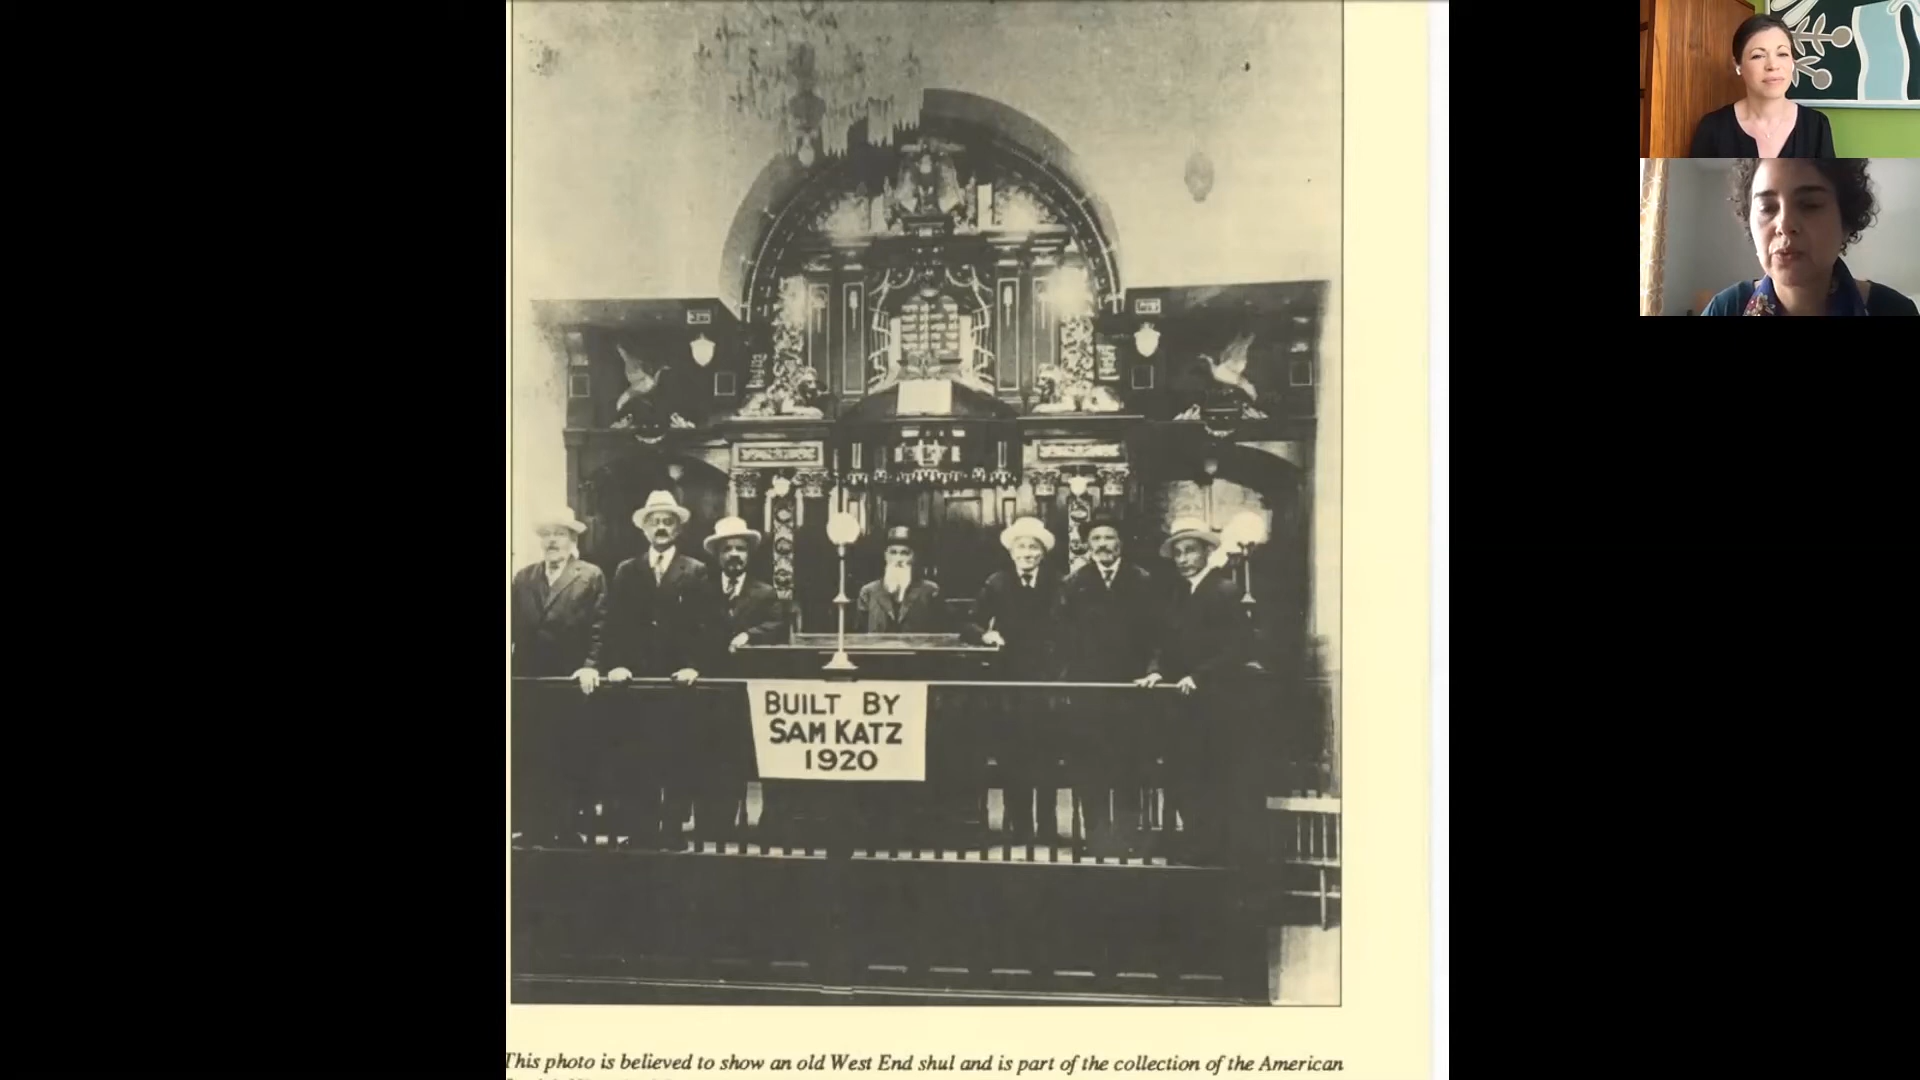 BUILT BY
SAM KATZ
1920
This photo is believed to show an old West End shul and is part of the collection of the American